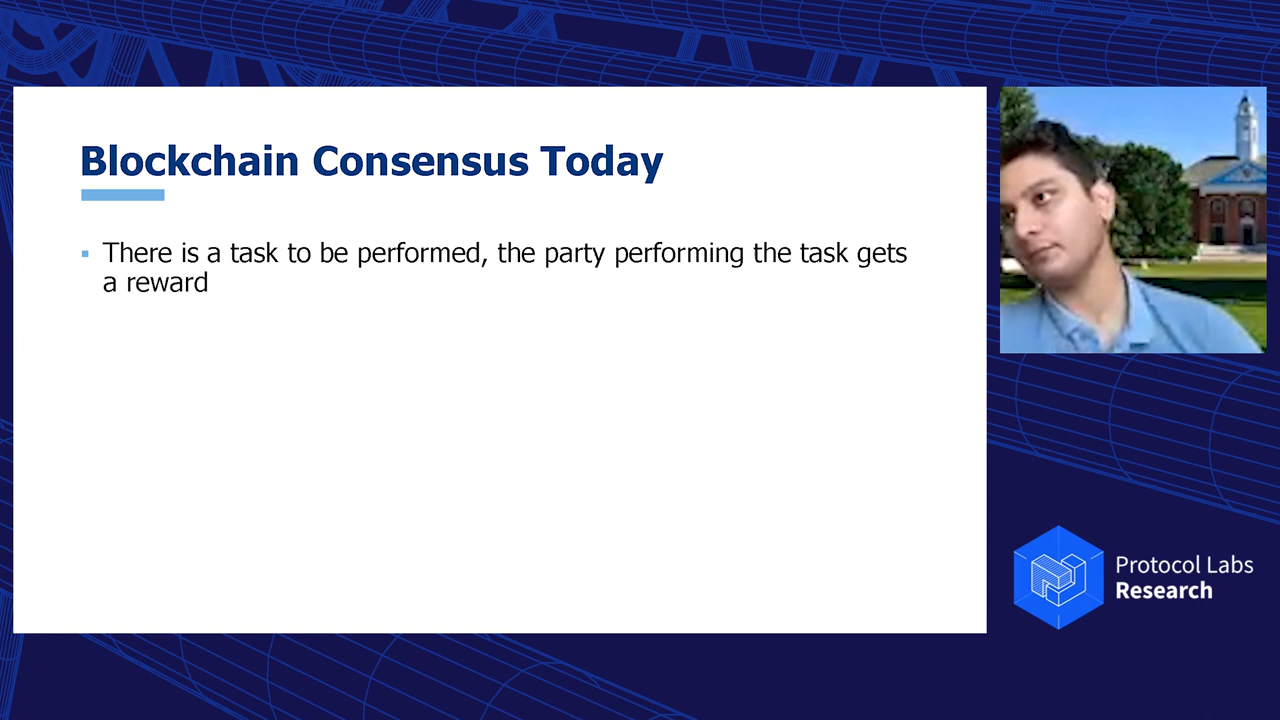 Blockchain Consensus Today
There is a task to be performed, the party performing the task gets
a reward
Protocol Labs
Research